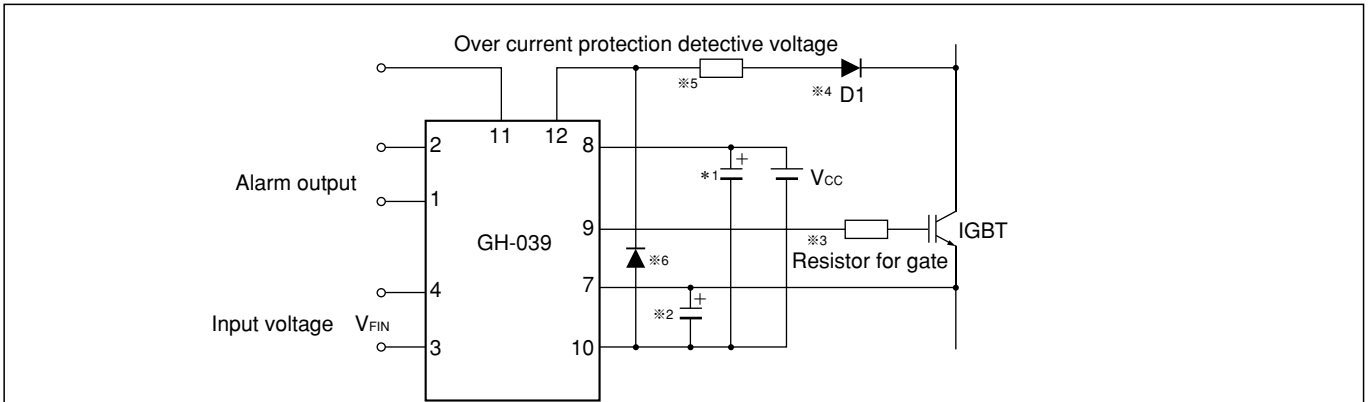 Over current protection detective voltage
※5
※4 D1
11 12
2 8
+
*1 VCC
Alarm output
1
9
GH-039
※3 IGBT
Resistor for gate
※6
7
+
4
※2
Input voltage VFIN
3 10